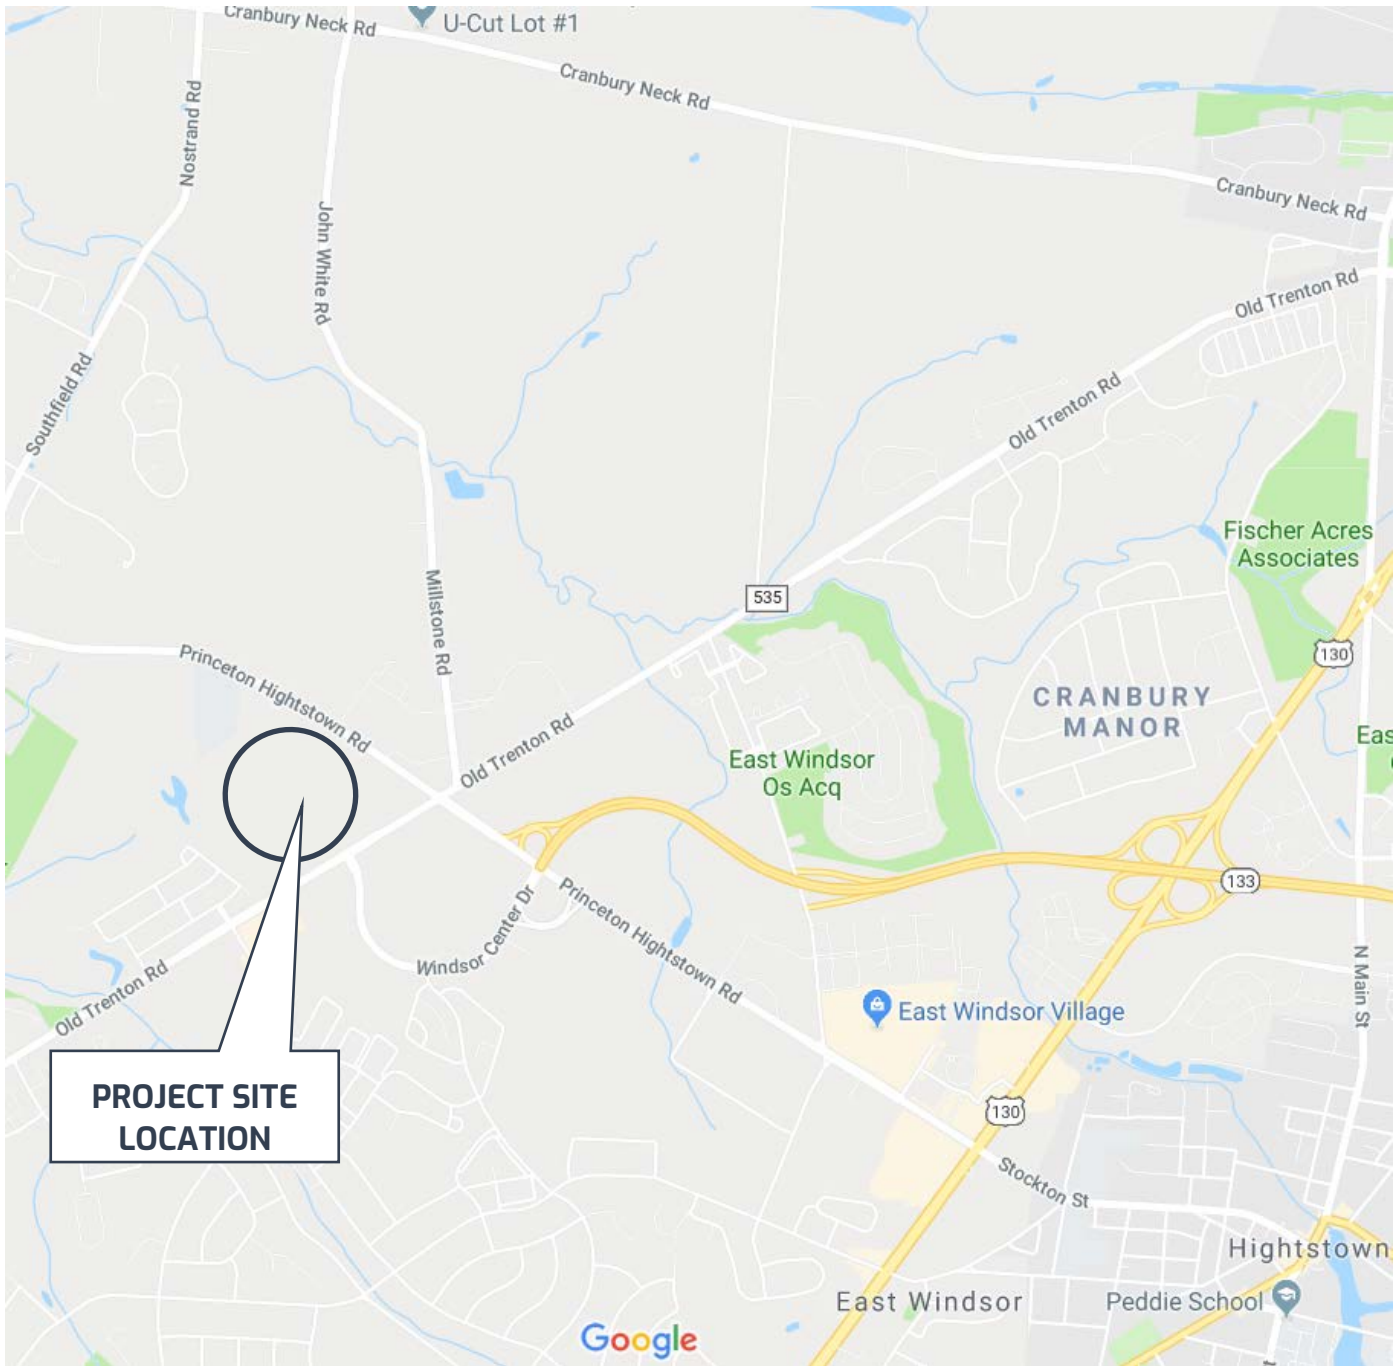 Cranbury Neck Rd
U-Cut Lot #1
Cranbury Neck Rd
Nostrand Rd
Cranbury Neck Rd
John White Rd
Old Trenton Rd
Southfield Rd
Old Trenton Rd
Fischer Acres
Associates
Millstone Rd
535
130
Princeton Hightstown Rd
CRANBURY
MANOR
Old Trenton Rd
Eas
East Windsor
Os Acq
133
Windsor Center Dr
Princeton Hightstown Rd
Old Trenton Rd
N Main St
East Windsor Village
PROJECT SITE
LOCATION
130
Stockton St
Hightstown
East Windsor
Peddie School
Google